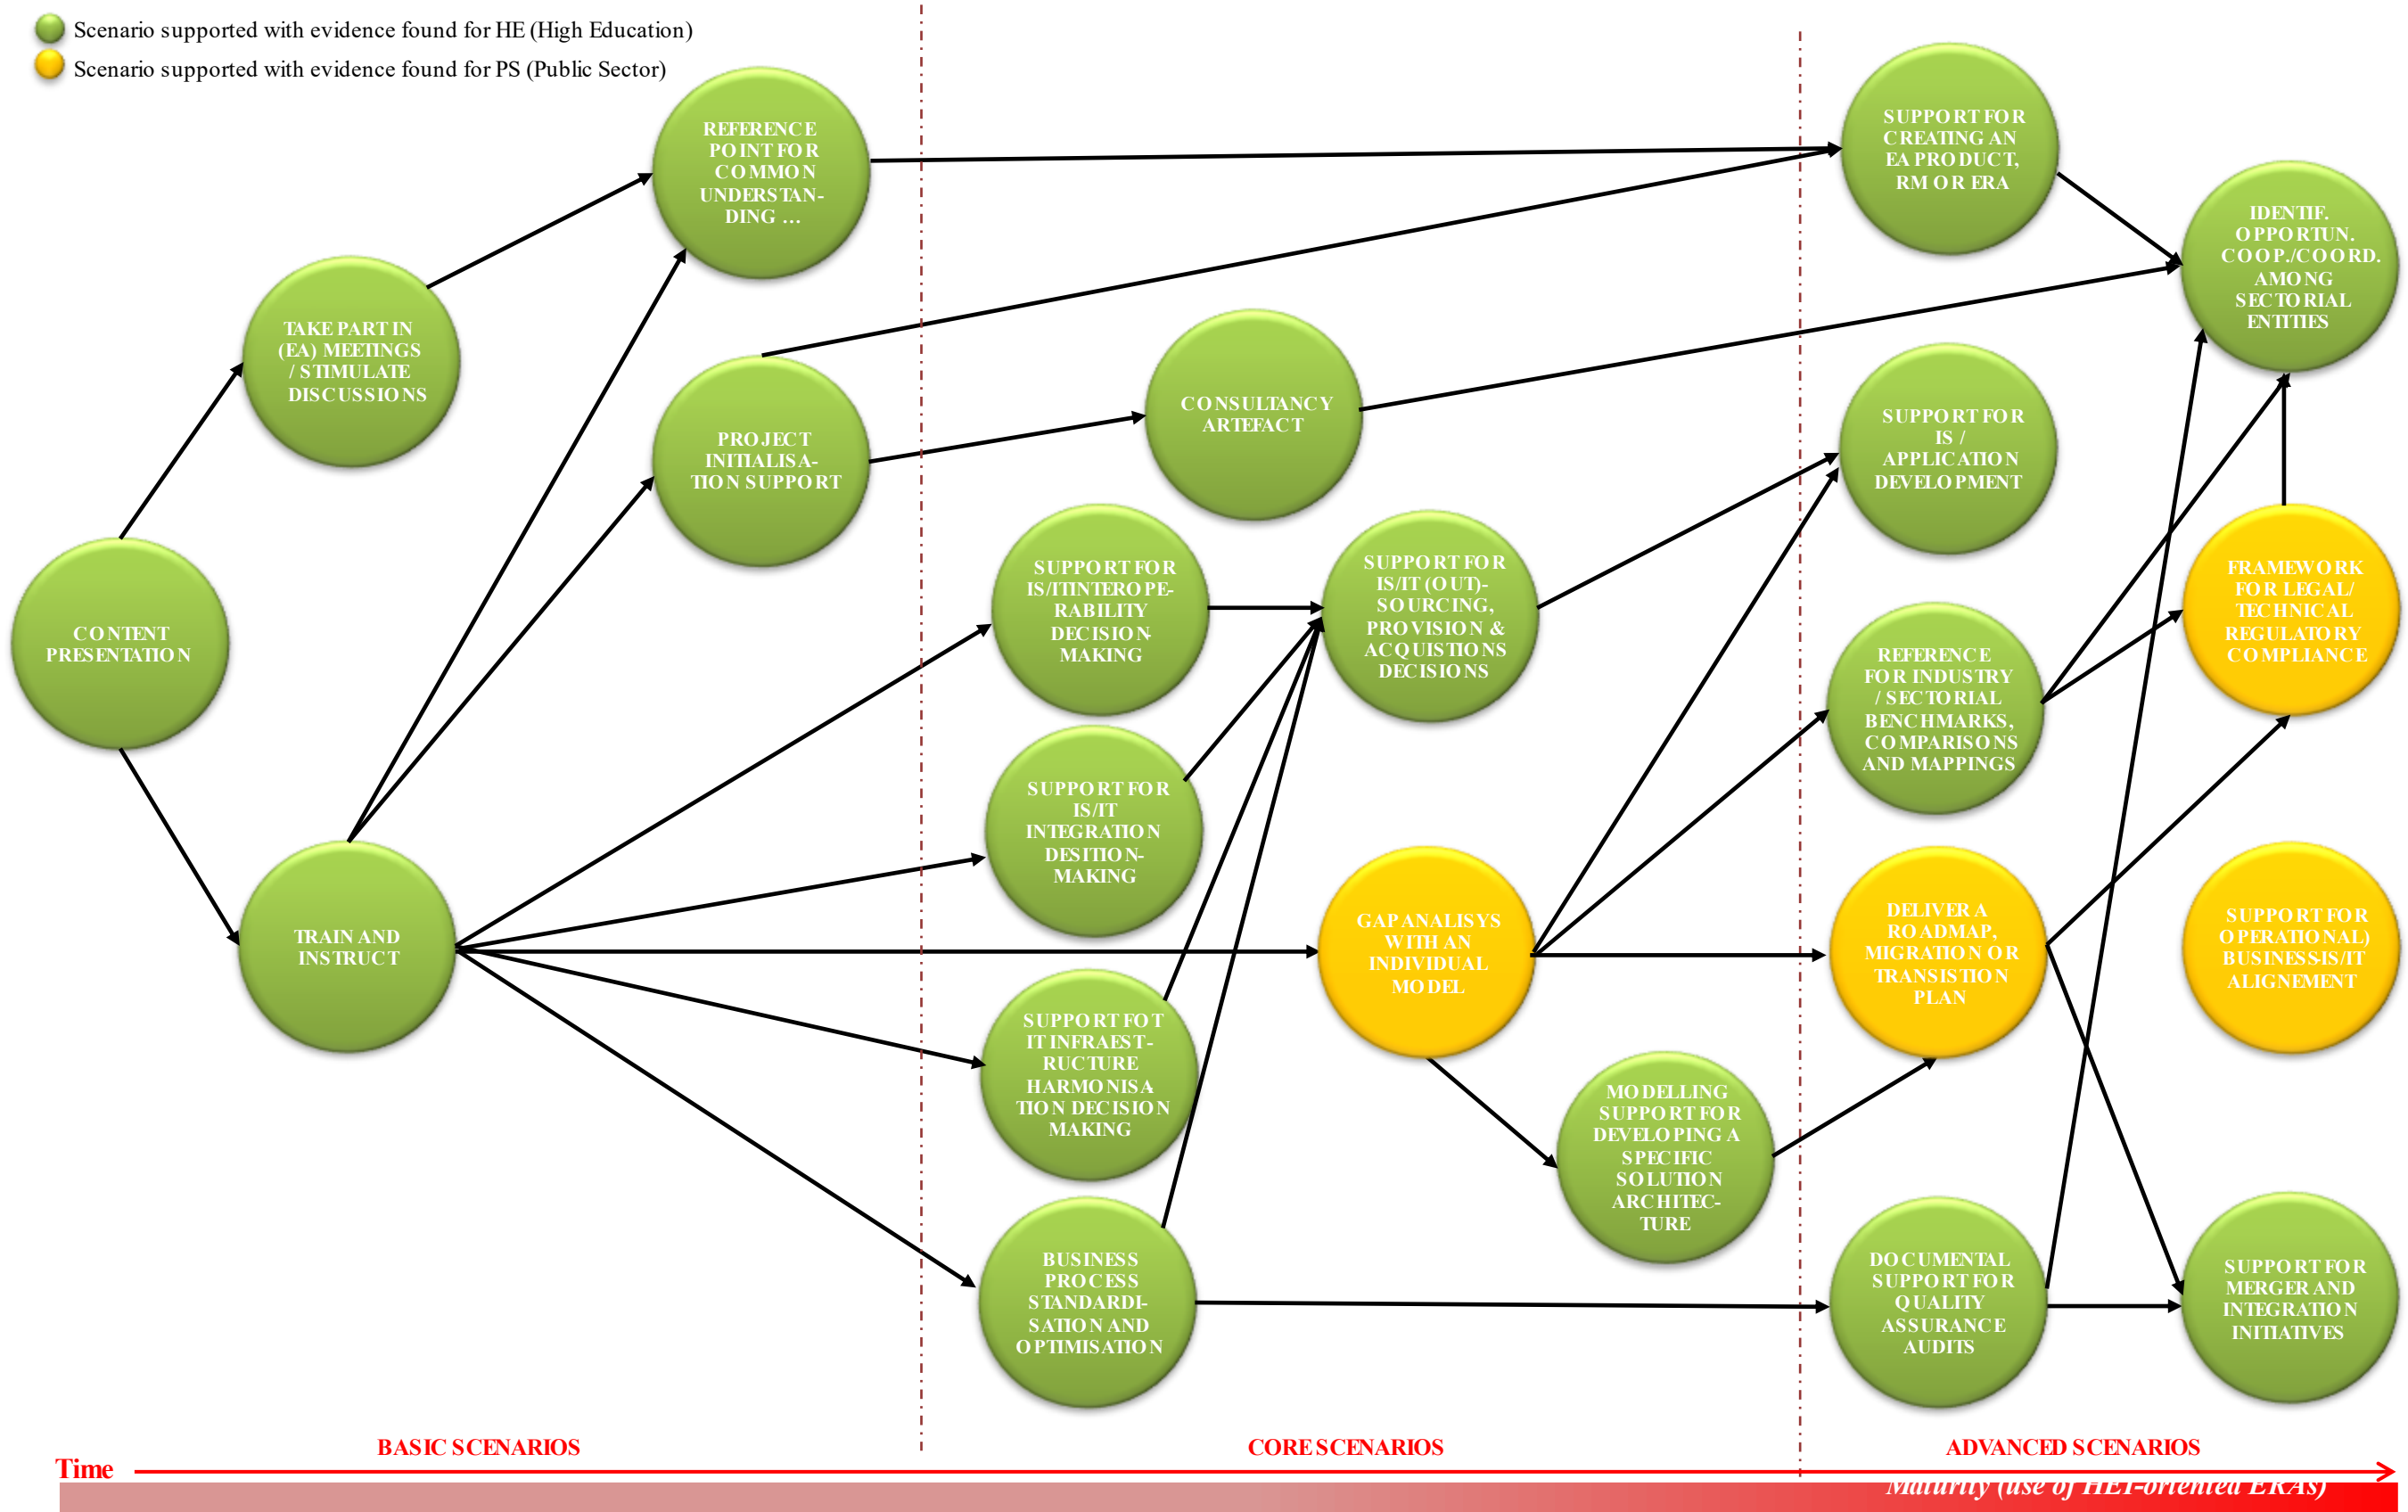 Scenario supported with evidence found for HE (High Education)
Scenario supported with evidence found for PS (Public Sector)
CONTENT
PRESENTATION
TAKE PART IN
(EA) MEETINGS
/ STIMULATE
DISCUSSIONS
TRAIN AND
INSTRUCT
REFERENCE
POINT FOR
COMMON
UNDERSTAN-
DING ...
PROJECT
INITIALISA-
TION SUPPORT
CONSULTANCY
ARTEFACT
SUPPORT FOR
IS/IT INTEROPE-
RABILITY
DECISION-
MAKING
SUPPORT FOR
IS/IT
INTEGRATION
DESITION-
MAKING
SUPPORT FOT
IT INFRAEST-
RUCTURE
HARMONISA
TION DECISION
MAKING
BUSINESS
PROCESS
STANDARDI-
SATION AND
OPTIMISATION
SUPPORT FOR
IS/IT (OUT)-
SOURCING,
PROVISION &
ACQUISTIONS
DECISIONS
GAP ANALISYS
WITH AN
INDIVIDUAL
MODEL
MODELLING
SUPPORT FOR
DEVELOPING A
SPECIFIC
SOLUTION
ARCHITEC-
TURE
SUPPORT FOR
CREATING AN
EA PRODUCT,
RM OR ERA
SUPPORT FOR
IS /
APPLICATION
DEVELOPMENT
REFERENCE
FOR INDUSTRY
/ SECTORIAL
BENCHMARKS,
COMPARISONS
AND MAPPINGS
DELIVER A
ROADMAP,
MIGRATION OR
TRANSISTION
PLAN
DOCUMENTAL
SUPPORT FOR
QUALITY
ASSURANCE
AUDITS
IDENTIF.
OPPORTUN.
COOP./COORD.
AMONG
SECTORIAL
ENTITIES
FRAMEWORK
FOR LEGAL/
TECHNICAL
REGULATORY
COMPLIANCE
SUPPORT FOR
OPERATIONAL)
BUSINESS-IS/IT
ALIGNEMENT
SUPPORT FOR
MERGER AND
INTEGRATION
INITIATIVES
BASIC SCENARIOS
CORE SCENARIOS
ADVANCED SCENARIOS
Time
Maturity (use of HEI-oriented ERAs)